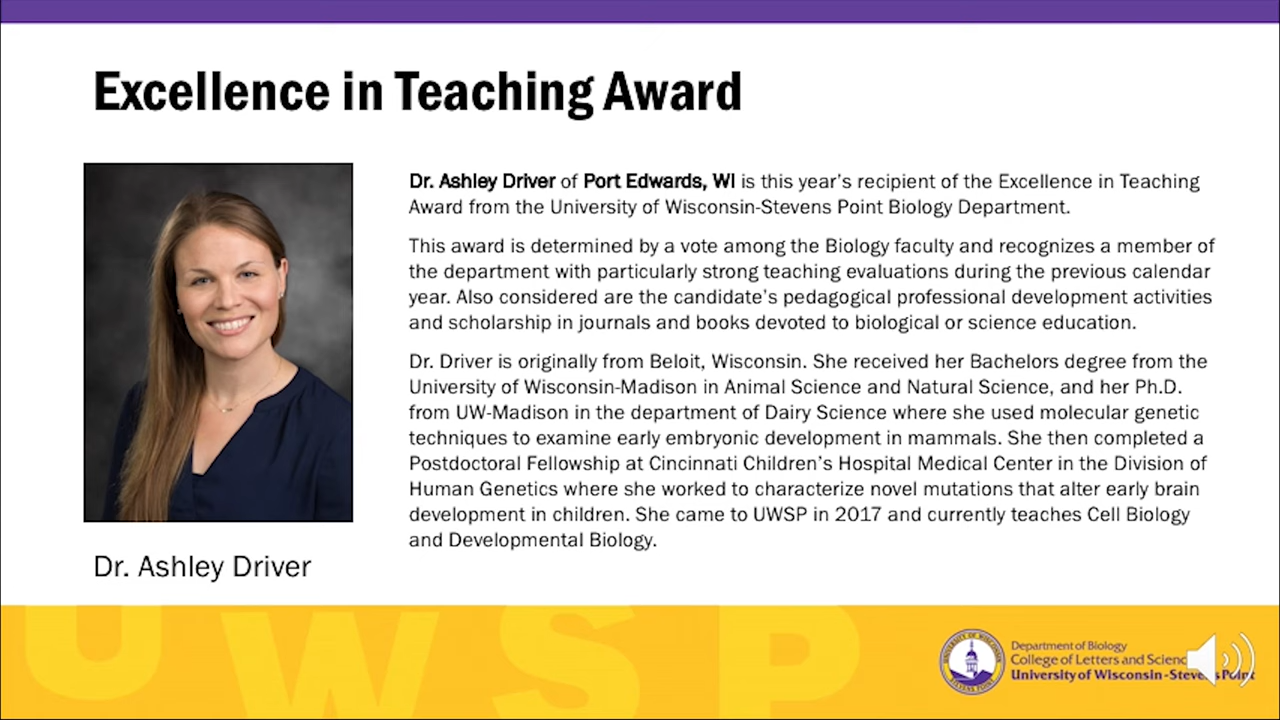 Excellence in Teaching Award
Dr. Ashley Driver of Port Edwards, WI is this year's recipient of the Excellence in Teaching
Award from the University of Wisconsin-Stevens Point Biology Department.
This award is determined by a vote among the Biology faculty and recognizes a member of
the department with particularly strong teaching evaluations during the previous calendar
year. Also considered are the candidate's pedagogical professional development activities
and scholarship in journals and books devoted to biological or science education.
Dr. Driver is originally from Beloit, Wisconsin. She received her Bachelors degree from the
University of Wisconsin-Madison in Animal Science and Natural Science, and her Ph.D.
from UW-Madison in the department of Dairy Science where she used molecular genetic
techniques to examine early embryonic development in mammals. She then completed a
Postdoctoral Fellowship at Cincinnati Children's Hospital Medical Center in the Division of
Human Genetics where she worked to characterize novel mutations that alter early brain
development in children. She came to UWSP in 2017 and currently teaches Cell Biology
and Developmental Biology.
Dr. Ashley Driver
UWSP
UNIVERSITY OF WISCONSIN
STEVENS POINT
Department of Biology
College of Letters and Scienc
University of Wisconsin-Stevens Point